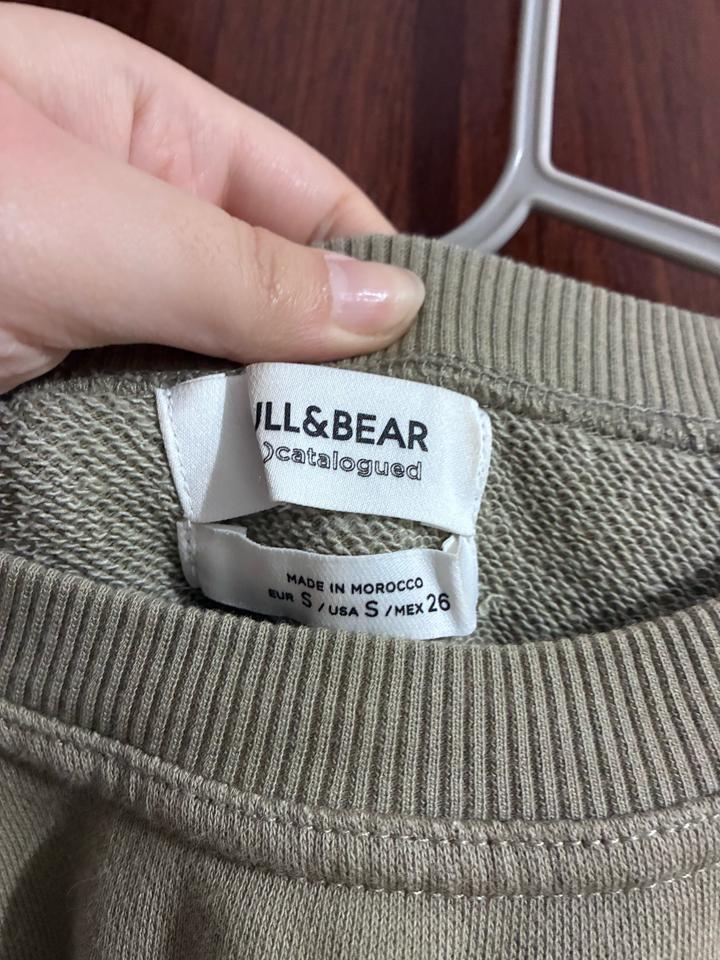 ULL&BEAR
catalogued
MADE IN MOROCCO
EUR S / USA S / MEX 26